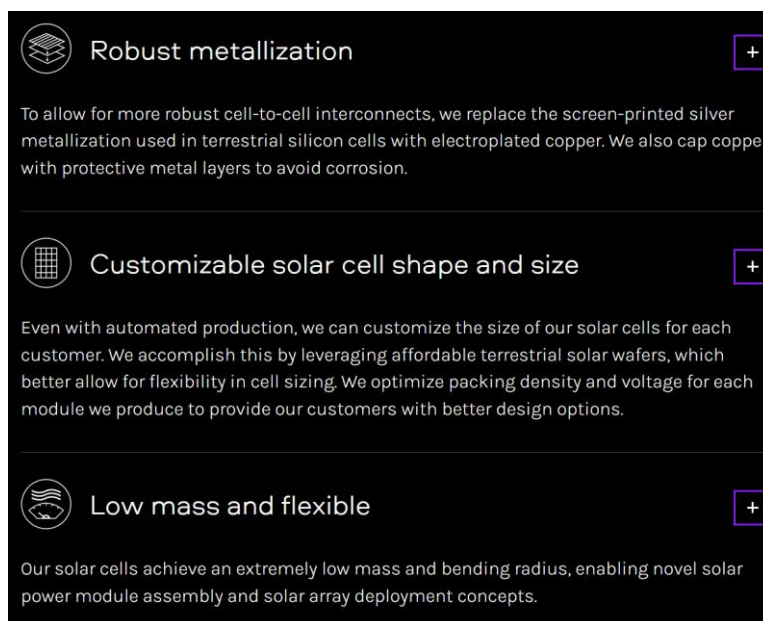 Robust metallization
+
To allow for more robust cell-to-cell interconnects, we replace the screen-printed silver
metallization used in terrestrial silicon cells with electroplated copper. We also cap coppe
with protective metal layers to avoid corrosion.
Customizable solar cell shape and size
+
Even with automated production, we can customize the size of our solar cells for each
customer. We accomplish this by leveraging affordable terrestrial solar wafers, which
better allow for flexibility in cell sizing. We optimize packing density and voltage for each
module we produce to provide our customers with better design options.
Low mass and flexible
+
Our solar cells achieve an extremely low mass and bending radius, enabling novel solar
power module assembly and solar array deployment concepts.